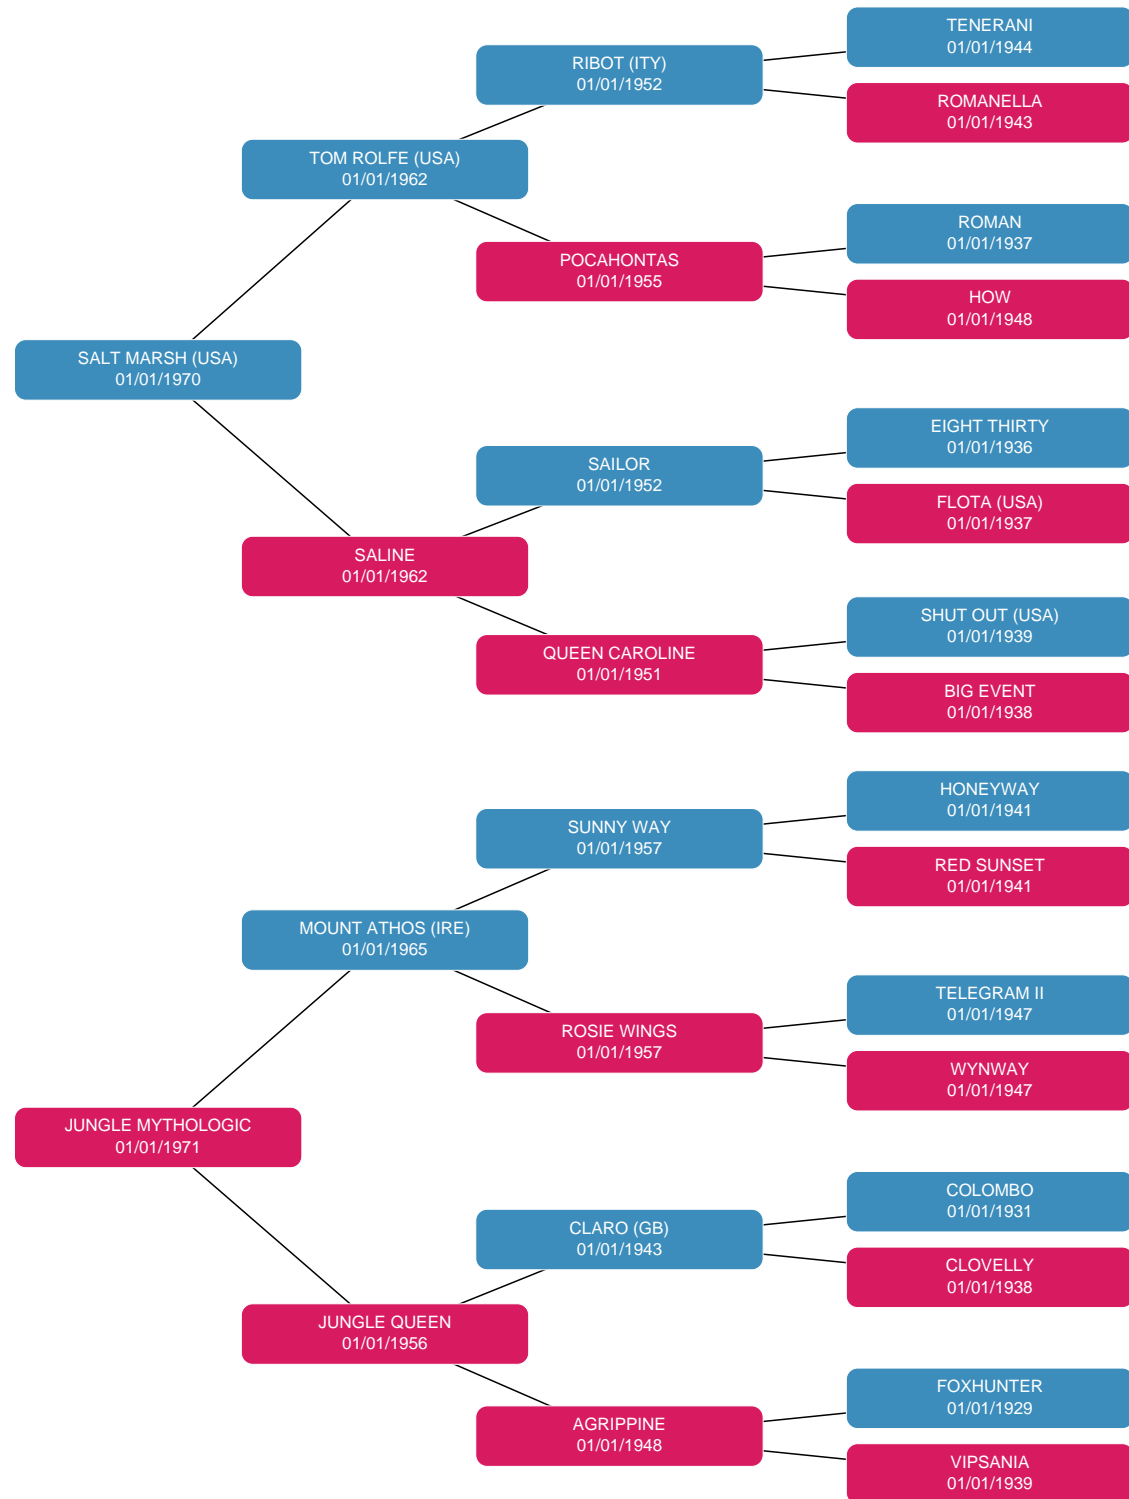 TENERANI
01/01/1944
RIBOT (ITY)
01/01/1952
ROMANELLA
01/01/1943
TOM ROLFE (USA)
01/01/1962
ROMAN
01/01/1937
POCAHONTAS
01/01/1955
HOW
01/01/1948
SALT MARSH (USA)
01/01/1970
EIGHT THIRTY
01/01/1936
SAILOR
01/01/1952
FLOTA (USA)
01/01/1937
SALINE
01/01/1962
SHUT OUT (USA)
01/01/1939
QUEEN CAROLINE
01/01/1951
BIG EVENT
01/01/1938
HONEYWAY
01/01/1941
SUNNY WAY
01/01/1957
RED SUNSET
01/01/1941
MOUNT ATHOS (IRE)
01/01/1965
TELEGRAM II
01/01/1947
ROSIE WINGS
01/01/1957
WYNWAY
01/01/1947
JUNGLE MYTHOLOGIC
01/01/1971
COLOMBO
01/01/1931
CLARO (GB)
01/01/1943
CLOVELLY
01/01/1938
JUNGLE QUEEN
01/01/1956
FOXHUNTER
01/01/1929
AGRIPPINE
01/01/1948
VIPSANIA
01/01/1939